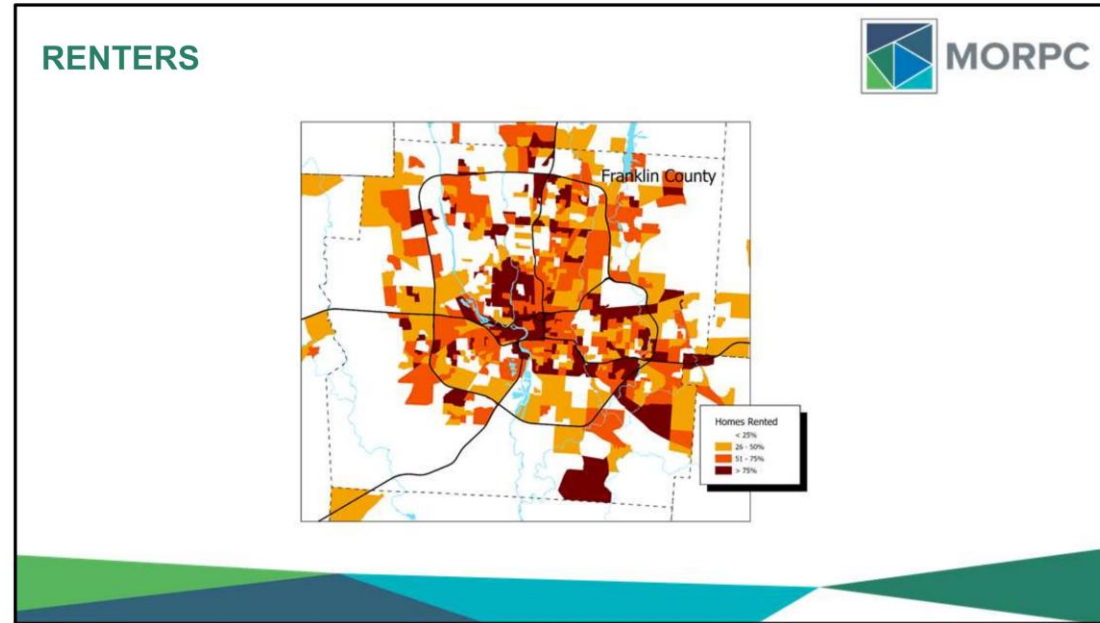 RENTERS
MORPC
Franklin County
Homes Rented
< 25%
26 - 50%
51 - 75%
> 75%